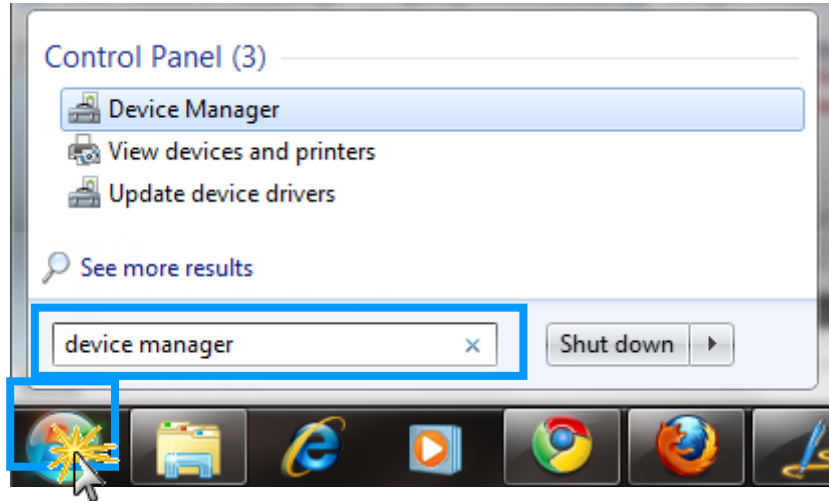 Control Panel (3)
Device Manager
View devices and printers
Update device drivers
See more results
device manager
Shut down